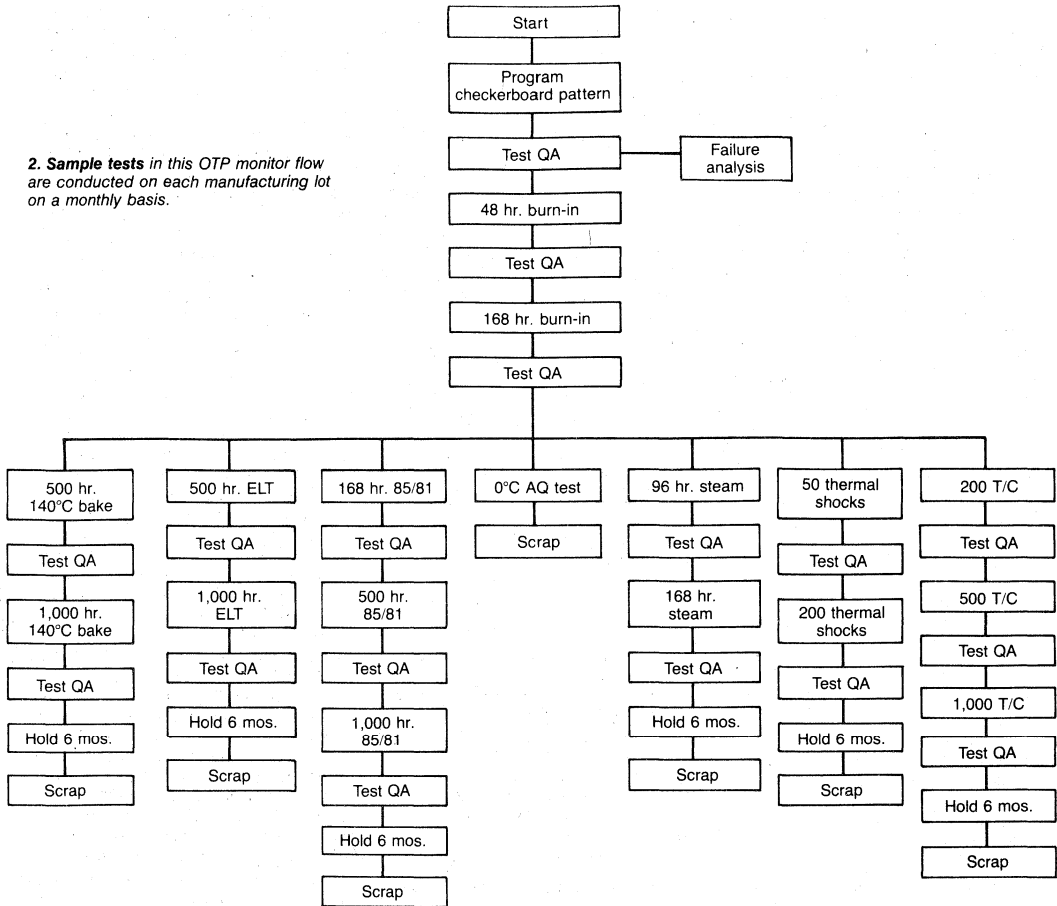 Start
Program
checkerboard pattern
2. Sample tests in this OTP monitor flow
are conducted on each manufacturing lot
on a monthly basis.
Test QA
Failure
analysis
48 hr. burn-in
Test QA
168 hr. burn-in
Test QA
500 hr.
140°C bake
Test QA
1,000 hr.
140°C bake
Test QA
Hold 6 mos.
Scrap
500 hr. ELT
Test QA
1,000 hr.
ELT
Test QA
Hold 6 mos.
Scrap
168 hr. 85/81
Test QA
500 hr.
85/81
Test QA
1,000 hr.
85/81
Test QA
Hold 6 mos.
Scrap
0°C AQ test
Scrap
96 hr. steam
Test QA
168 hr.
steam
Test QA
Hold 6 mos.
Scrap
50 thermal
shocks
Test QA
200 thermal
shocks
Test QA
Hold 6 mos.
Scrap
200 T/C
Test QA
500 T/C
Test QA
1,000 T/C
Test QA
Hold 6 mos.
Scrap